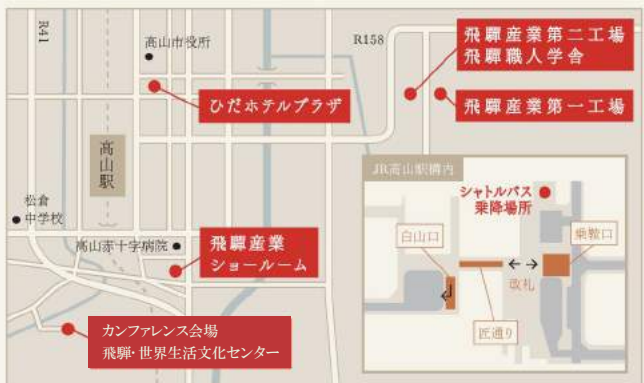 R41
高山市役所
R158
飛騨産業第二工場
飛騨職人学舎
ひだホテルプラザ
飛騨産業第一工場
高山駅
JR高山駅構内
シャトルバス
乗降場所
松倉
中学校
白山口
乗鞍口
高山赤十字病院
飛騨産業
ショールーム
改札
匠通り
カンファレンス会場
飛騨・世界生活文化センター